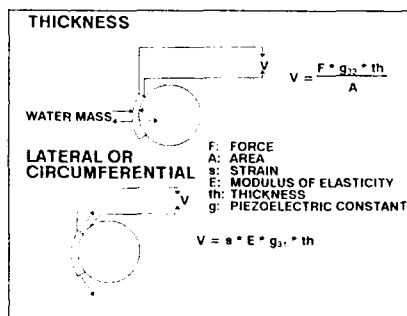 THICKNESS
V
V = F * g₃₃ * th
A
WATER MASS
LATERAL OR
CIRCUMFERENTIAL
V
F: FORCE
A: AREA
s: STRAIN
E: MODULUS OF ELASTICITY
th: THICKNESS
g: PIEZOELECTRIC CONSTANT
V = s * E * g₃₁ * th